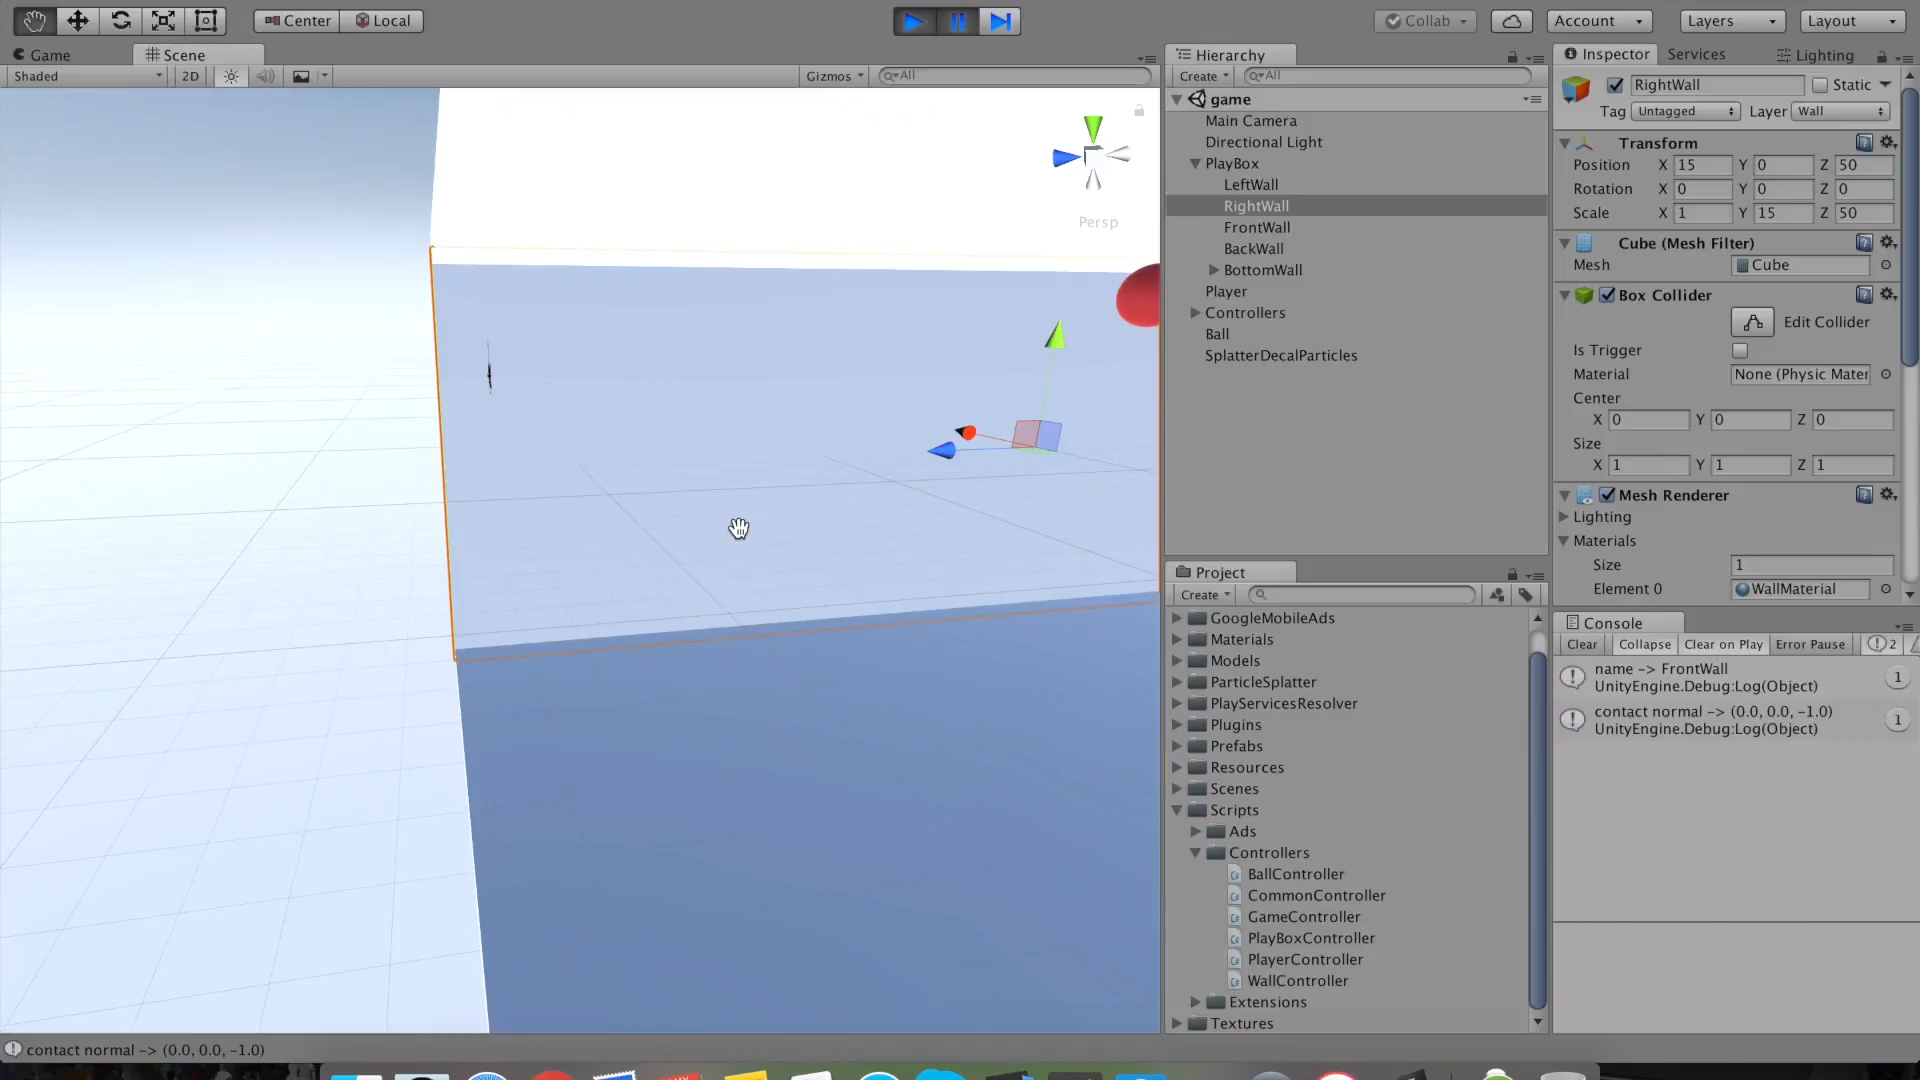 Center
Local
Collab
Account
Layers
Layout
Game
Scene
Shaded
2D
Gizmos
All
Persp
Hierarchy
Create
All
game
Main Camera
Directional Light
PlayBox
LeftWall
RightWall
FrontWall
BackWall
BottomWall
Player
Controllers
Ball
SplatterDecalParticles
Project
Create
GoogleMobileAds
Materials
Models
ParticleSplatter
PlayServicesResolver
Plugins
Prefabs
Resources
Scenes
Scripts
Ads
Controllers
BallController
CommonController
GameController
PlayBoxController
PlayerController
WallController
Extensions
Textures
Inspector
Services
Lighting
RightWall
Static
Tag Untagged Layer Wall
Transform
Position X 15 Y 0 Z 50
Rotation X 0 Y 0 Z 0
Scale X 1 Y 15 Z 50
Cube (Mesh Filter)
Mesh Cube
Box Collider
Edit Collider
Is Trigger
Material None (Physic Mater
Center
X 0 Y 0 Z 0
Size
X 1 Y 1 Z 1
Mesh Renderer
Lighting
Materials
Size 1
Element 0 WallMaterial
Console
Clear Collapse Clear on Play Error Pause 2
name -> FrontWall
UnityEngine.Debug:Log(Object)
1
contact normal -> (0.0, 0.0, -1.0)
UnityEngine.Debug:Log(Object)
1
contact normal -> (0.0, 0.0, -1.0)